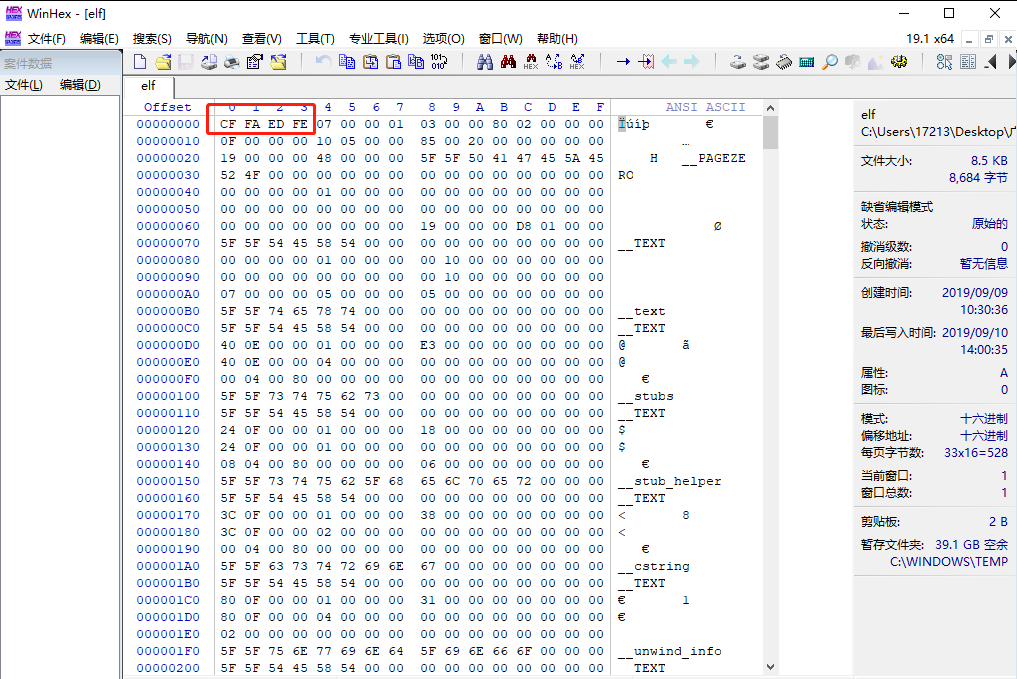 WinHex - [elf]
文件(F) 编辑(E) 搜索(S) 导航(N) 查看(V) 工具(T) 专业工具(I) 选项(O) 窗口(W) 帮助(H) 19.1 x64
案件数据
文件(L) 编辑(D)
elf
Offset 0 1 2 3 4 5 6 7 8 9 A B C D E F ANSI ASCII
00000000 CF FA ED FE 07 00 00 01 03 00 00 80 02 00 00 00 Ïúíþ €
00000010 0F 00 00 00 10 05 00 00 85 00 20 00 00 00 00 00 …
00000020 19 00 00 00 48 00 00 00 5F 5F 50 41 47 45 5A 45 H __PAGEZE
00000030 52 4F 00 00 00 00 00 00 00 00 00 00 00 00 00 00 RO
00000040 00 00 00 00 01 00 00 00 00 00 00 00 00 00 00 00
00000050 00 00 00 00 00 00 00 00 00 00 00 00 00 00 00 00
00000060 00 00 00 00 00 00 00 00 19 00 00 00 D8 01 00 00 Ø
00000070 5F 5F 54 45 58 54 00 00 00 00 00 00 00 00 00 00 __TEXT
00000080 00 00 00 00 01 00 00 00 00 10 00 00 00 00 00 00
00000090 00 00 00 00 00 00 00 00 00 10 00 00 00 00 00 00
000000A0 07 00 00 00 05 00 00 00 05 00 00 00 00 00 00 00
000000B0 5F 5F 74 65 78 74 00 00 00 00 00 00 00 00 00 00 __text
000000C0 5F 5F 54 45 58 54 00 00 00 00 00 00 00 00 00 00 __TEXT
000000D0 40 0E 00 00 01 00 00 00 E3 00 00 00 00 00 00 00 @ ã
000000E0 40 0E 00 00 04 00 00 00 00 00 00 00 00 00 00 00 @
000000F0 00 04 00 80 00 00 00 00 00 00 00 00 00 00 00 00 €
00000100 5F 5F 73 74 75 62 73 00 00 00 00 00 00 00 00 00 __stubs
00000110 5F 5F 54 45 58 54 00 00 00 00 00 00 00 00 00 00 __TEXT
00000120 24 0F 00 00 01 00 00 00 18 00 00 00 00 00 00 00 $
00000130 24 0F 00 00 01 00 00 00 00 00 00 00 00 00 00 00 $
00000140 08 04 00 80 00 00 00 00 06 00 00 00 00 00 00 00 €
00000150 5F 5F 73 74 75 62 5F 68 65 6C 70 65 72 00 00 00 __stub_helper
00000160 5F 5F 54 45 58 54 00 00 00 00 00 00 00 00 00 00 __TEXT
00000170 3C 0F 00 00 01 00 00 00 38 00 00 00 00 00 00 00 < 8
00000180 3C 0F 00 00 02 00 00 00 00 00 00 00 00 00 00 00 <
00000190 00 04 00 80 00 00 00 00 00 00 00 00 00 00 00 00 €
000001A0 5F 5F 63 73 74 72 69 6E 67 00 00 00 00 00 00 00 __cstring
000001B0 5F 5F 54 45 58 54 00 00 00 00 00 00 00 00 00 00 __TEXT
000001C0 80 0F 00 00 01 00 00 00 31 00 00 00 00 00 00 00 € 1
000001D0 80 0F 00 00 04 00 00 00 00 00 00 00 00 00 00 00 €
000001E0 02 00 00 00 00 00 00 00 00 00 00 00 00 00 00 00
000001F0 5F 5F 75 6E 77 69 6E 64 5F 69 6E 66 6F 00 00 00 __unwind_info
00000200 5F 5F 54 45 58 54 00 00 00 00 00 00 00 00 00 00 __TEXT
elf
C:\Users\17213\Desktop\
文件大小: 8.5 KB
8,684 字节
缺省编辑模式
状态: 原始的
撤消级数: 0
反向撤消: 暂无信息
创建时间: 2019/09/09
10:30:36
最后写入时间: 2019/09/10
14:00:35
属性: A
图标: 0
模式: 十六进制
偏移地址: 十六进制
每页字节数: 33x16=528
当前窗口: 1
窗口总数: 1
剪贴板: 2 B
暂存文件夹: 39.1 GB 空余
C:\WINDOWS\TEMP